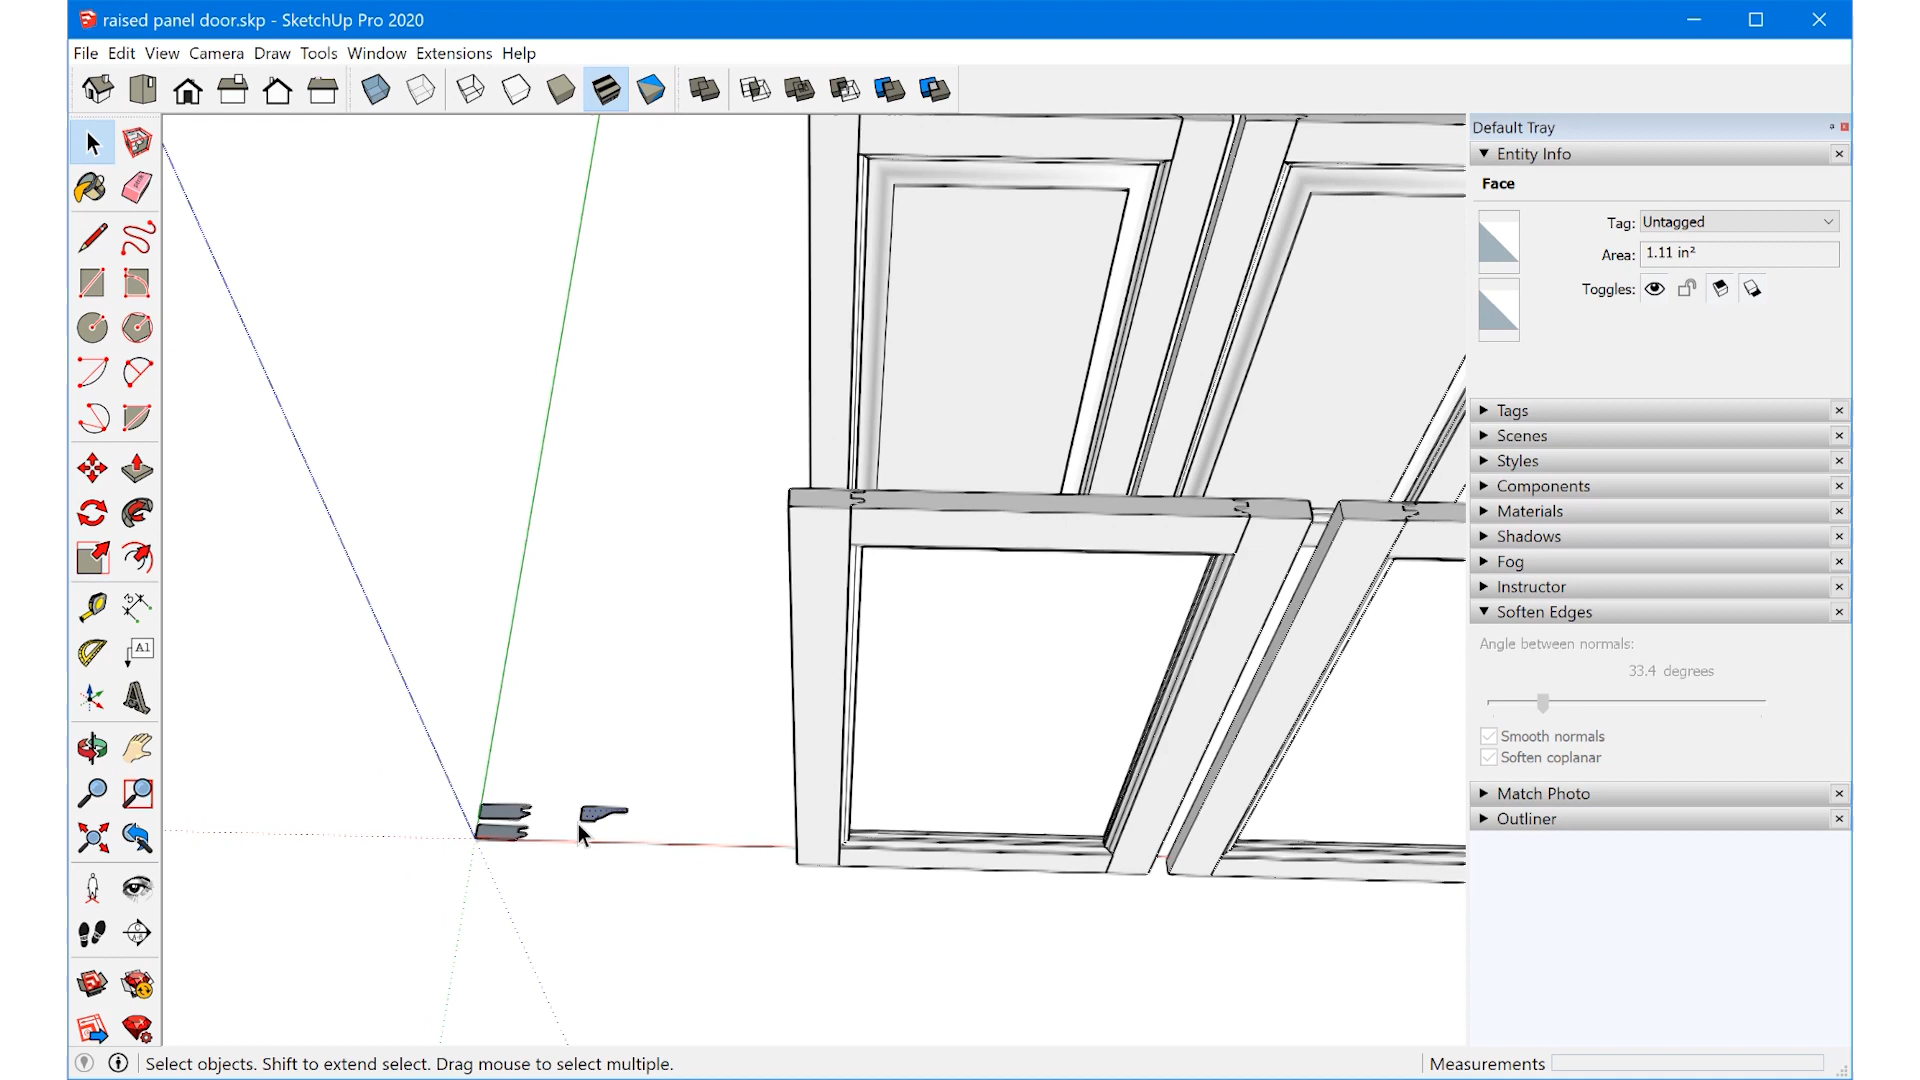 raised panel door.skp - SketchUp Pro 2020
File Edit View Camera Draw Tools Window Extensions Help
Default Tray
Entity Info
Face
Tag: Untagged
Area: 1.11 in²
Toggles:
Tags
Scenes
Styles
Components
Materials
Shadows
Fog
Instructor
Soften Edges
Angle between normals:
33.4 degrees
Smooth normals
Soften coplanar
Match Photo
Outliner
A1
Select objects. Shift to extend select. Drag mouse to select multiple.
Measurements